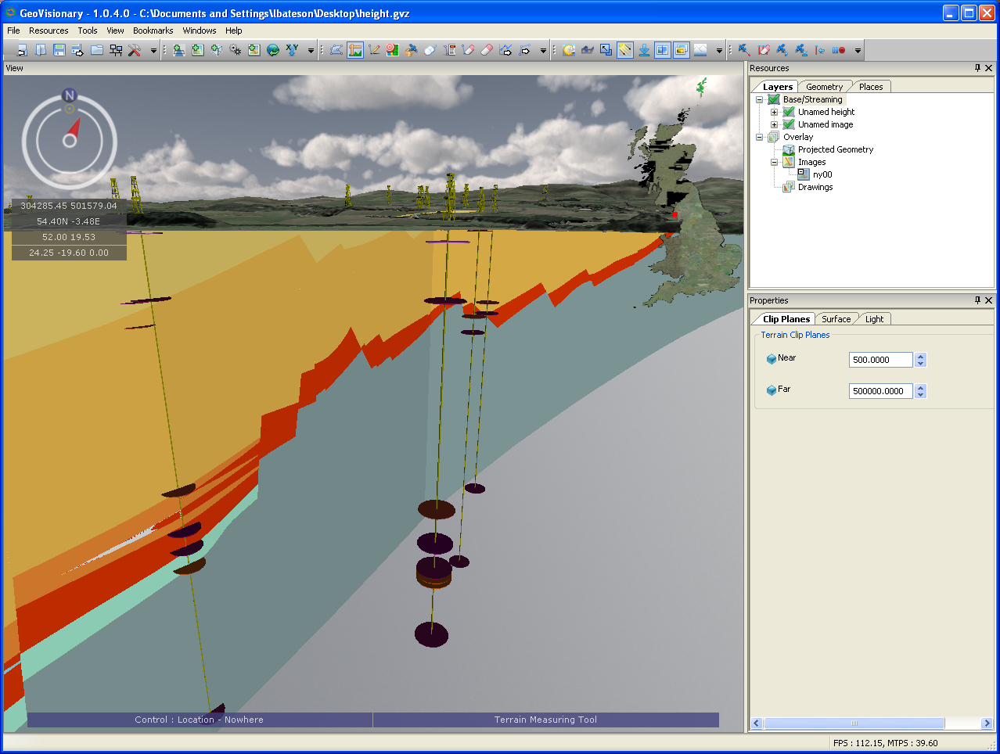 GeoVisionary - 1.0.4.0 - C:\Documents and Settings\lbateson\Desktop\height.gvz
File Resources Tools View Bookmarks Windows Help
View
N
304285.45 501579.04
54.40N -3.48E
52.00 19.53
24.25 -19.60 0.00
Control : Location - Nowhere
Terrain Measuring Tool
Resources
Layers Geometry Places
Base/Streaming
Unamed height
Unamed image
Overlay
Projected Geometry
Images
ny00
Drawings
Properties
Clip Planes Surface Light
Terrain Clip Planes
Near 500.0000
Far 500000.0000
FPS : 112.15, MTPS : 39.60